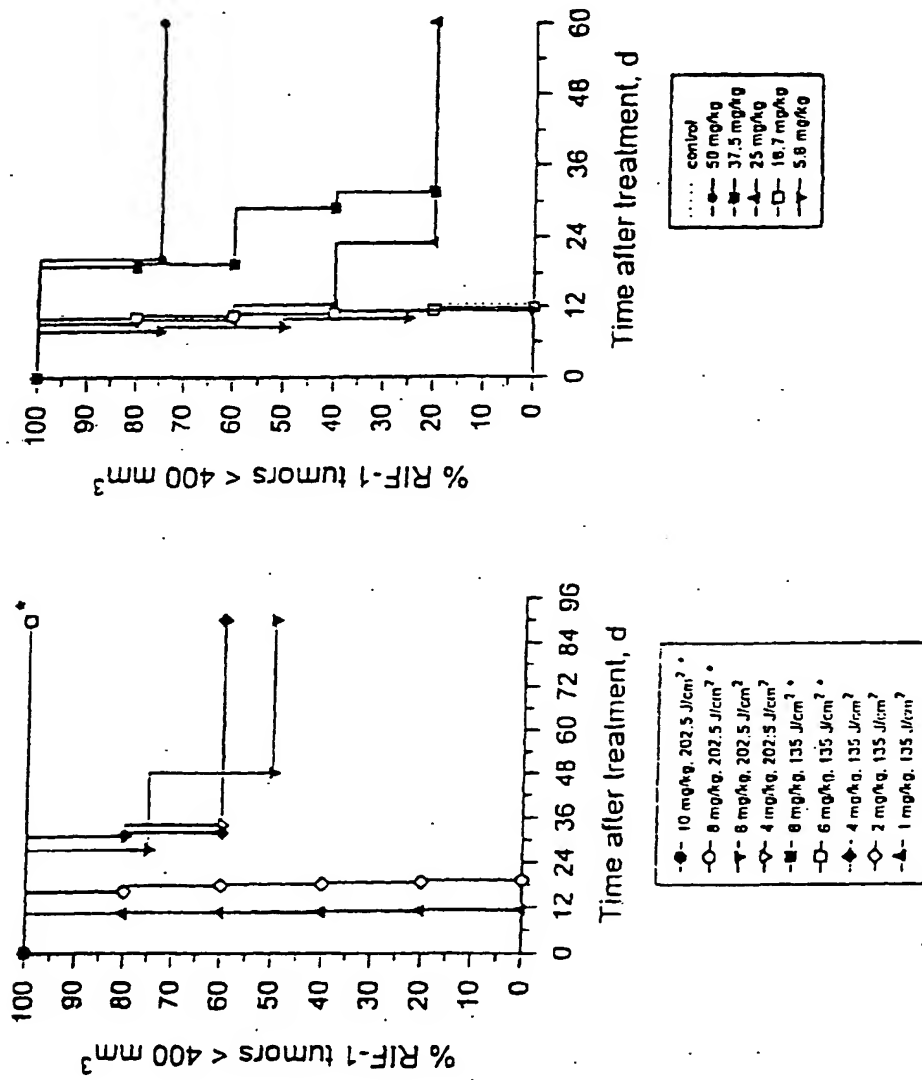 % RIF-1 tumors < 400 mm³
100
90
80
70
60
50
40
30
20
10
0
0
12
24
36
48
60
Time after treatment, d
control
50 mg/kg
37.5 mg/kg
25 mg/kg
5.8 mg/kg
% RIF-1 tumors < 400 mm³
100
90
80
70
60
50
40
30
20
10
0
*
0
12
24
36
48
60
72
84
96
Time after treatment, d
10 mg/kg, 202.5 J/cm² *
8 mg/kg, 202.5 J/cm² *
6 mg/kg, 202.5 J/cm²
4 mg/kg, 202.5 J/cm²
8 mg/kg, 135 J/cm² *
6 mg/kg, 135 J/cm² *
4 mg/kg, 135 J/cm²
2 mg/kg, 135 J/cm²
1 mg/kg, 135 J/cm²